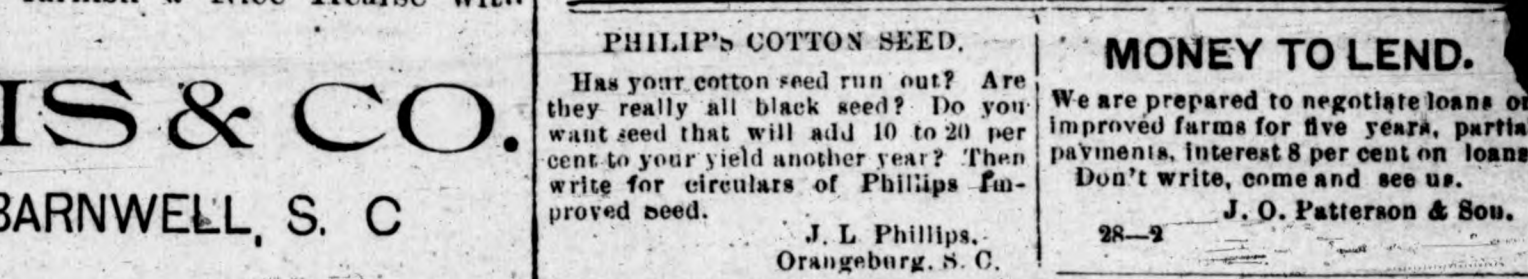 IS & CO.
BARNWELL, S. C
PHILIP's COTTON SEED.
Has your cotton seed run out? Are
they really all black seed? Do you
want seed that will add 10 to 20 per
cent to your yield another year? Then
write for circulars of Phillips Im-
proved seed.
J. L Phillips,
Orangeburg, S. C.
MONEY TO LEND.
We are prepared to negotiate loans on
improved farms for five years, partia
payments, interest 8 per cent on loans
Don't write, come and see us.
J. O. Patterson & Son.
28—2